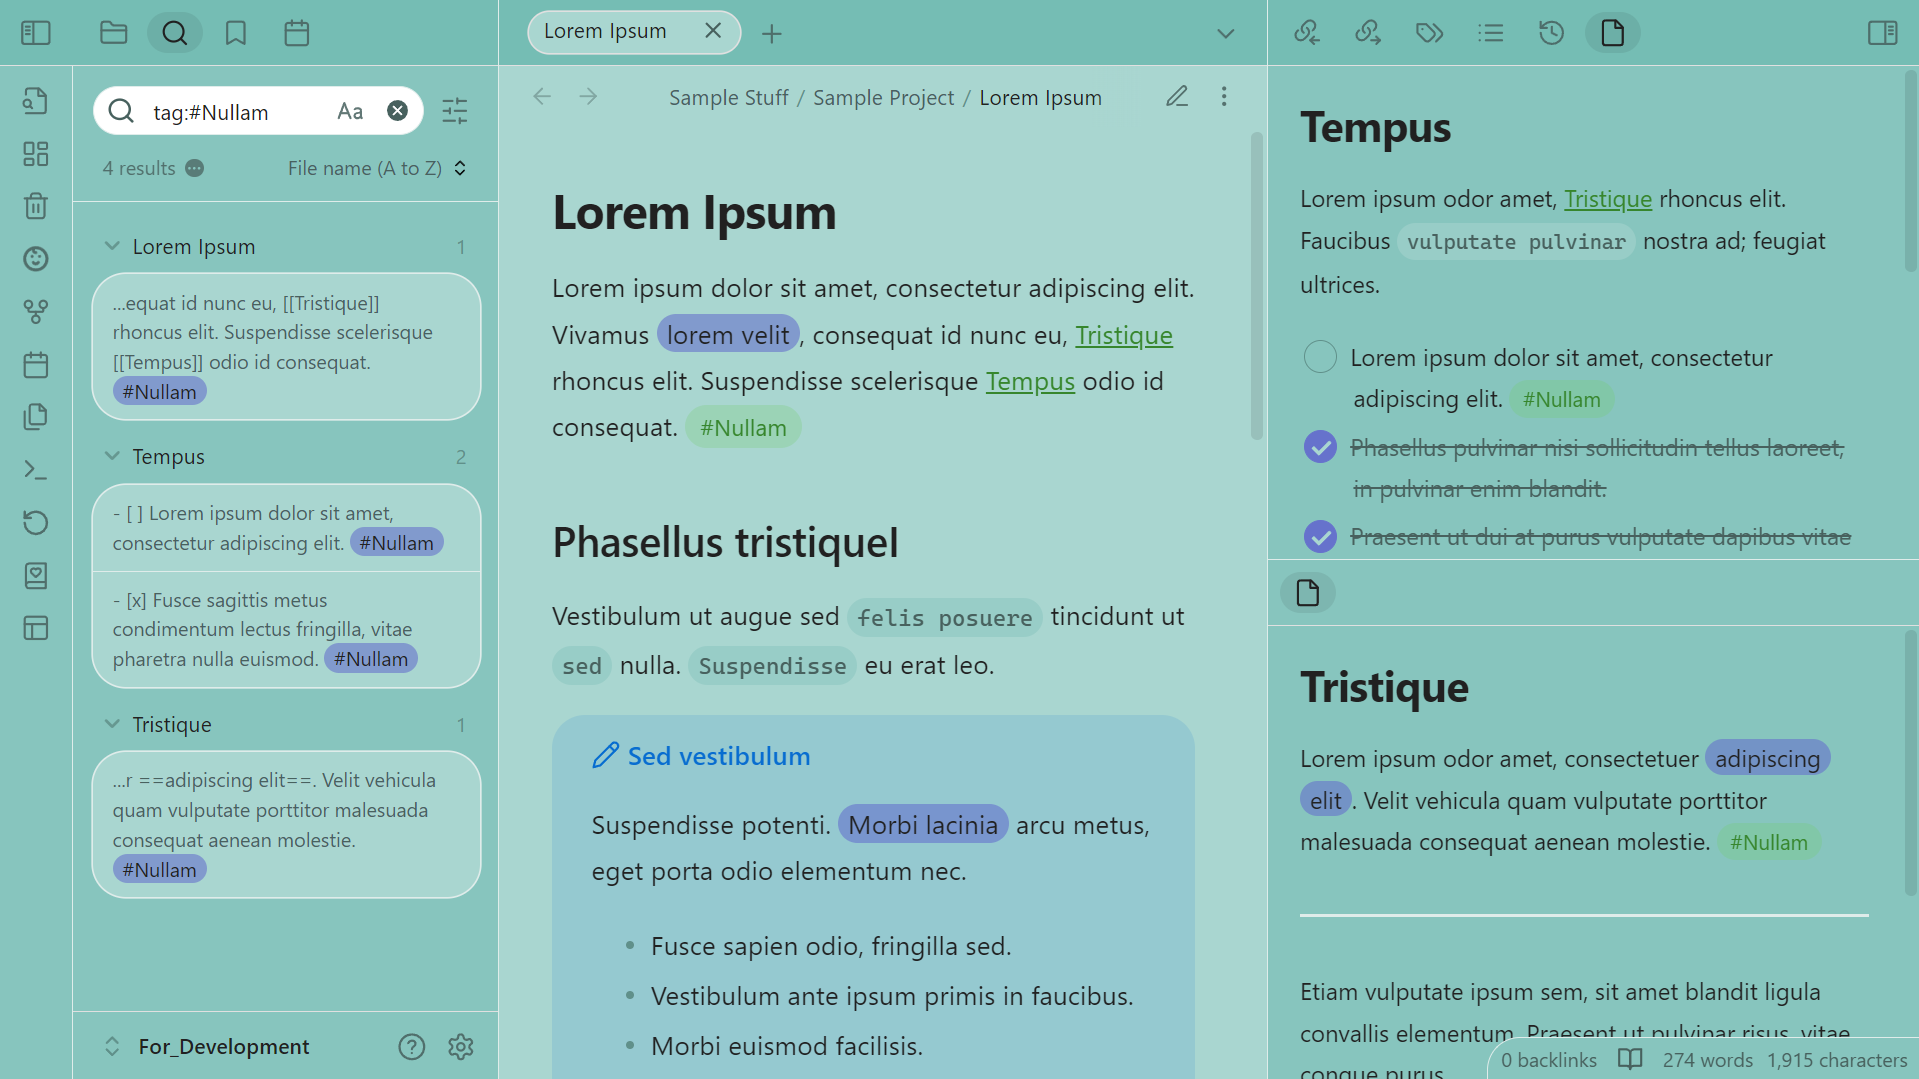 Lorem Ipsum
tag:#Nullam
Aa
4 results
File name (A to Z)
Lorem Ipsum
1
...equat id nunc eu, [[Tristique]]
rhoncus elit. Suspendisse scelerisque
[[Tempus]] odio id consequat.
#Nullam
Tempus
2
- [ ] Lorem ipsum dolor sit amet,
consectetur adipiscing elit. #Nullam
- [x] Fusce sagittis metus
condimentum lectus fringilla, vitae
pharetra nulla euismod. #Nullam
Tristique
1
...r ==adipiscing elit==. Velit vehicula
quam vulputate porttitor malesuada
consequat aenean molestie.
#Nullam
For_Development
Sample Stuff / Sample Project / Lorem Ipsum
Lorem Ipsum
Lorem ipsum dolor sit amet, consectetur adipiscing elit.
Vivamus lorem velit, consequat id nunc eu, Tristique
rhoncus elit. Suspendisse scelerisque Tempus odio id
consequat. #Nullam
Phasellus tristiquel
Vestibulum ut augue sed felis posuere tincidunt ut
sed nulla. Suspendisse eu erat leo.
Sed vestibulum
Suspendisse potenti. Morbi lacinia arcu metus,
eget porta odio elementum nec.
Fusce sapien odio, fringilla sed.
Vestibulum ante ipsum primis in faucibus.
Morbi euismod facilisis.
Tempus
Lorem ipsum odor amet, Tristique rhoncus elit.
Faucibus vulputate pulvinar nostra ad; feugiat
ultrices.
Lorem ipsum dolor sit amet, consectetur
adipiscing elit. #Nullam
Phasellus pulvinar nisi sollicitudin tellus laoreet,
in pulvinar enim blandit.
Praesent ut dui at purus vulputate dapibus vitae
Tristique
Lorem ipsum odor amet, consectetuer adipiscing
elit. Velit vehicula quam vulputate porttitor
malesuada consequat aenean molestie. #Nullam
Etiam vulputate ipsum sem, sit amet blandit ligula
convallis elementum. Praesent ut pulvinar risus, vitae
congue purus
0 backlinks
274 words
1,915 characters